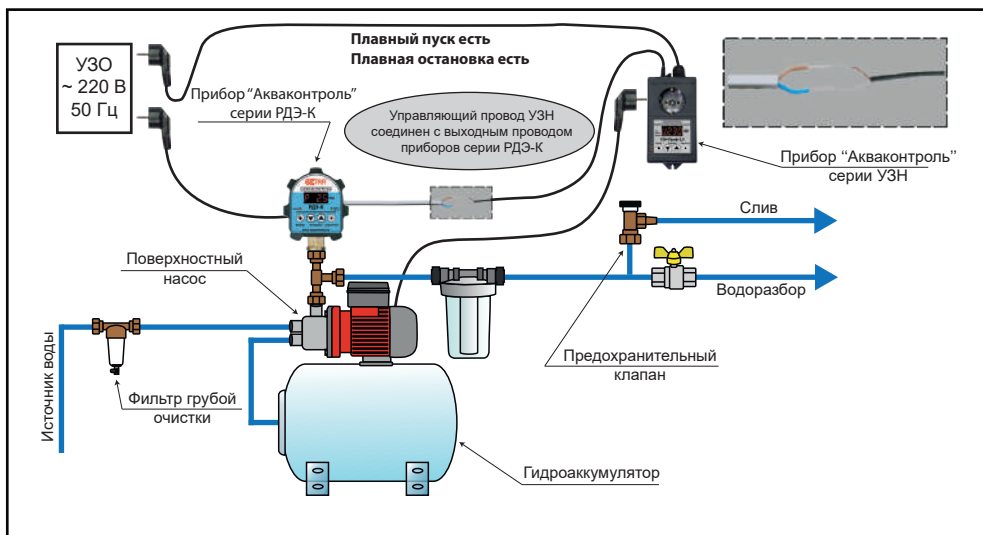 УЗО
~ 220 В
50 Гц
Плавный пуск есть
Плавная остановка есть
Прибор “Акваконтроль”
серии РДЭ-К
Управляющий провод УЗН
соединен с выходным проводом
приборов серии РДЭ-К
Прибор “Акваконтроль”
серии УЗН
РДЭ-К
Слив
Поверхностный
насос
Водоразбор
Предохранительный
клапан
Источник воды
Фильтр грубой
очистки
Гидроаккумулятор